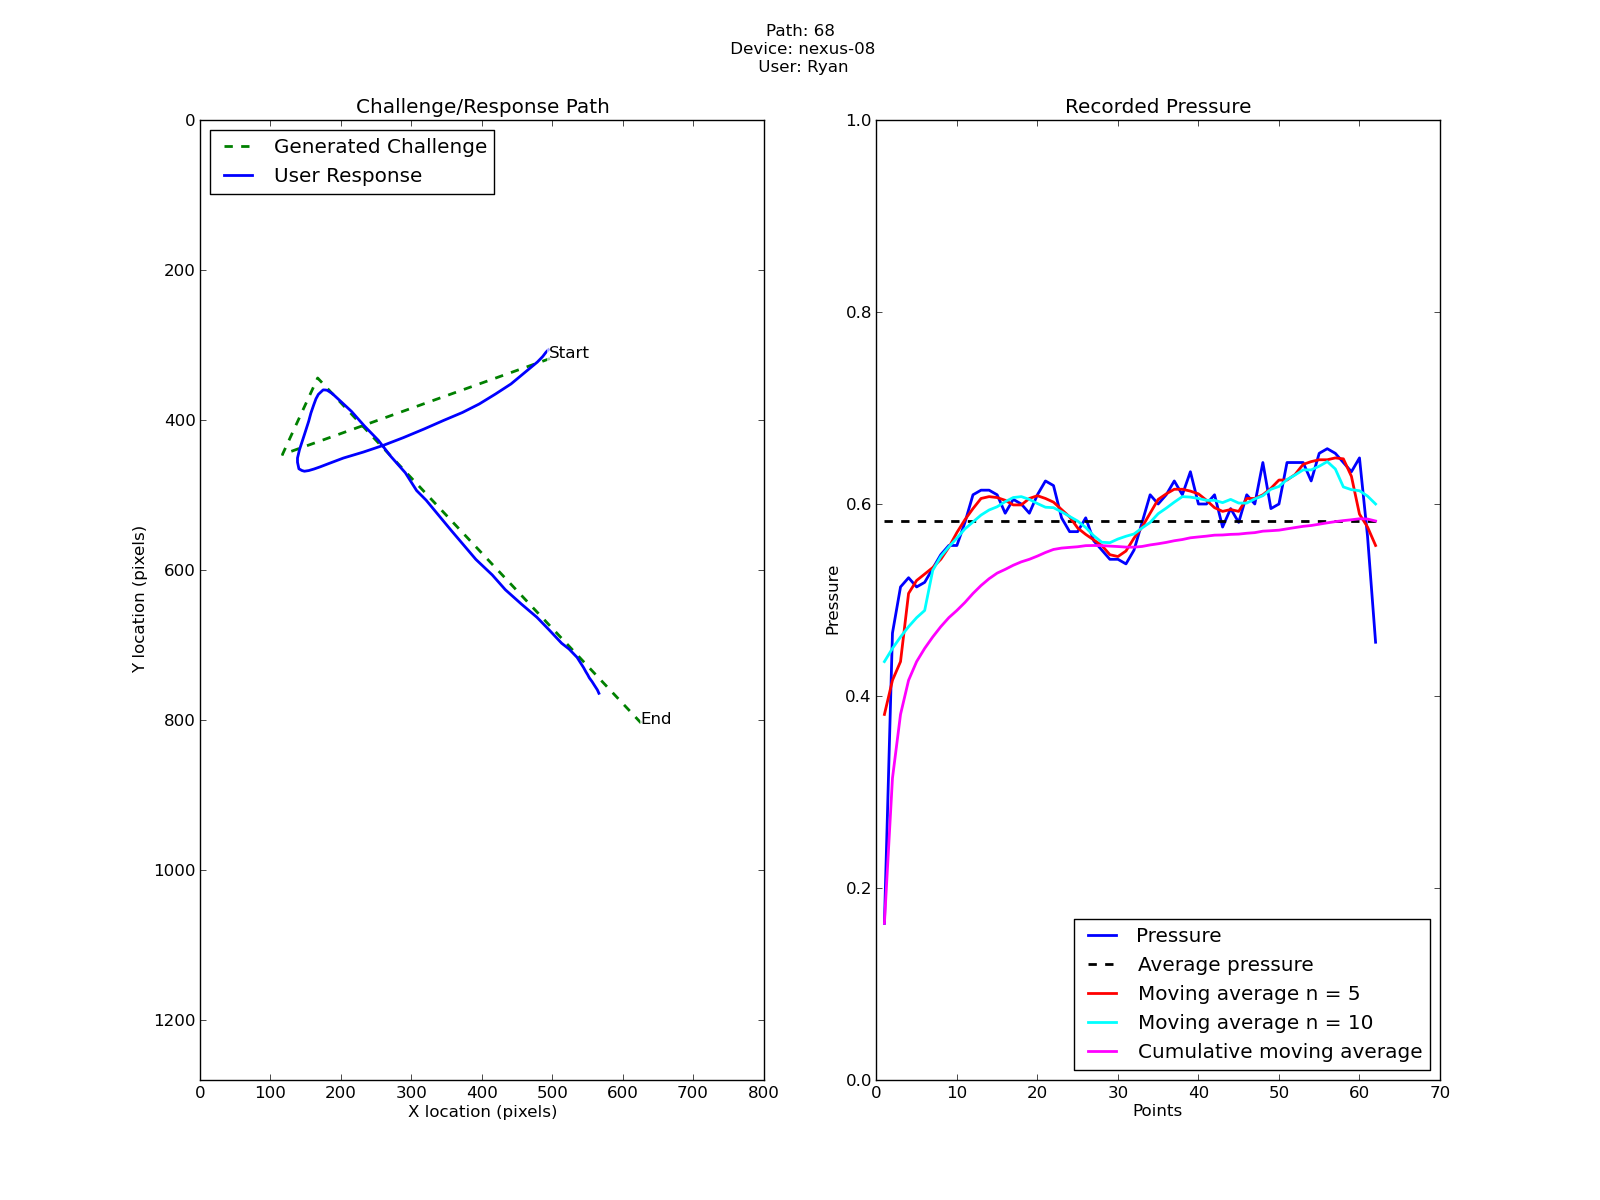 Path: 68
Device: nexus-08
User: Ryan
Challenge/Response Path
Generated Challenge
User Response
0
200
400
600
800
1000
1200
Y location (pixels)
Start
End
0 100 200 300 400 500 600 700 800
X location (pixels)
Recorded Pressure
1.0
0.8
0.6
0.4
0.2
0.0
Pressure
Pressure
Average pressure
Moving average n = 5
Moving average n = 10
Cumulative moving average
0 10 20 30 40 50 60 70
Points